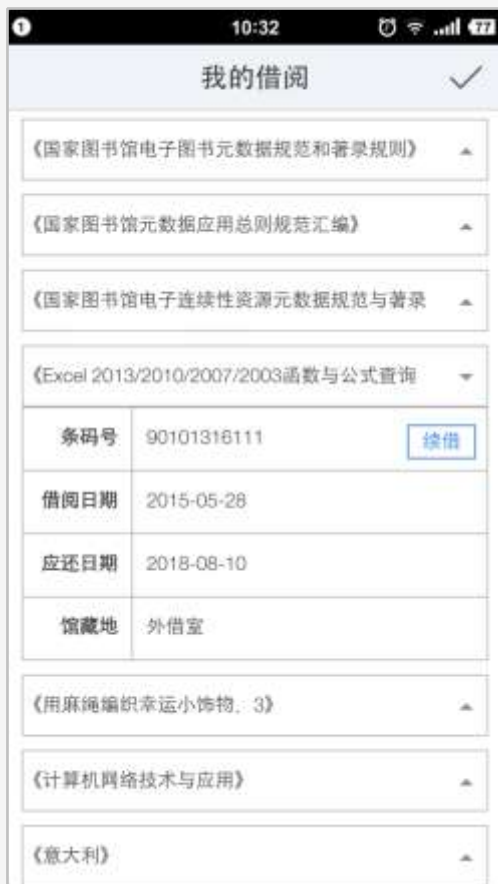 1
10:32
77
我的借阅
《国家图书馆电子图书元数据规范和著录规则》
《国家图书馆元数据应用总则规范汇编》
《国家图书馆电子连续性资源元数据规范与著录
《Excel 2013/2010/2007/2003函数与公式查询
条码号 90101316111 续借
借阅日期 2015-05-28
应还日期 2018-08-10
馆藏地 外借室
《用麻绳编织幸运小饰物．3》
《计算机网络技术与应用》
《意大利》